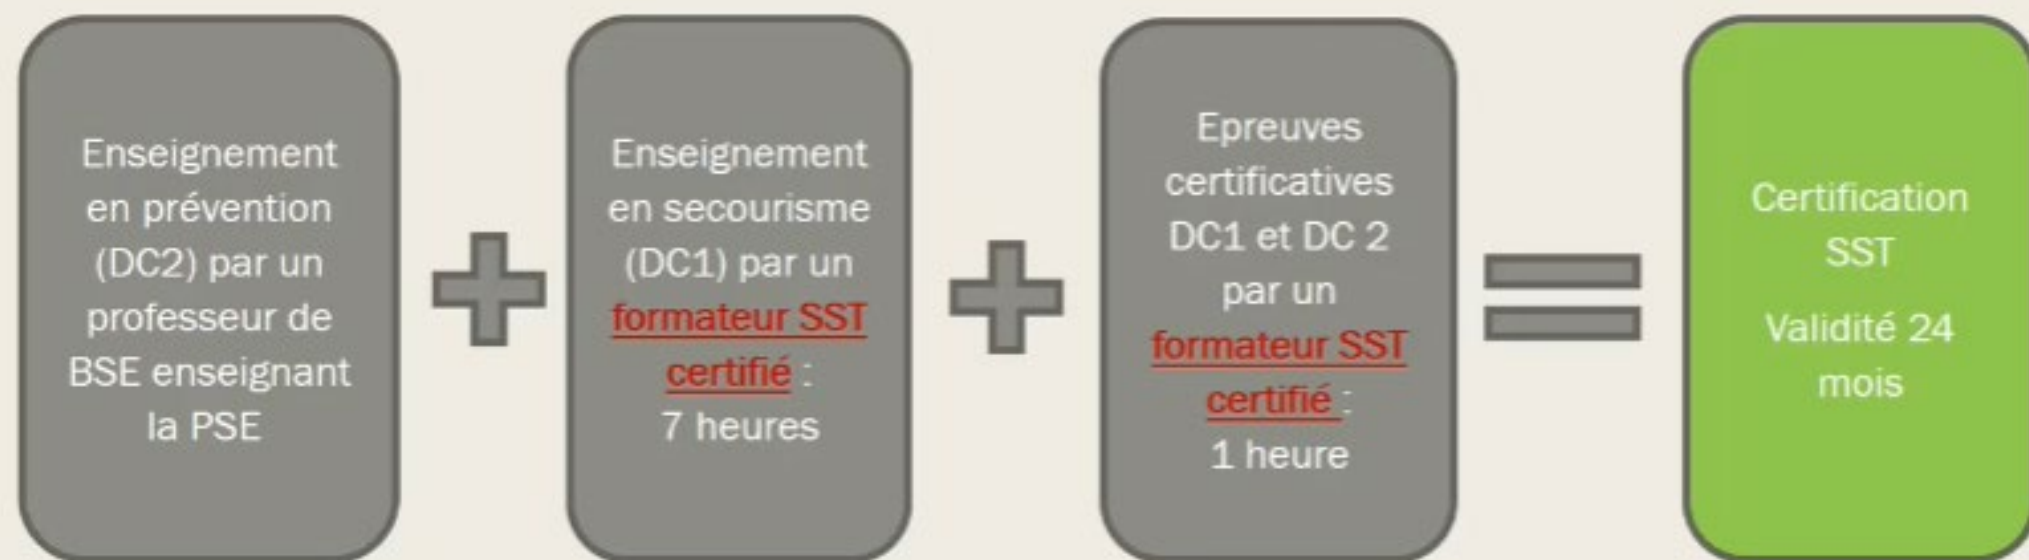 Enseignement
en prévention
(DC2) par un
professeur de
BSE enseignant
la PSE
Enseignement
en secourisme
(DC1) par un
formateur SST
certifié :
7 heures
Epreuves
certificatives
DC1 et DC 2
par un
formateur SST
certifié :
1 heure
Certification
SST
Validité 24
mois